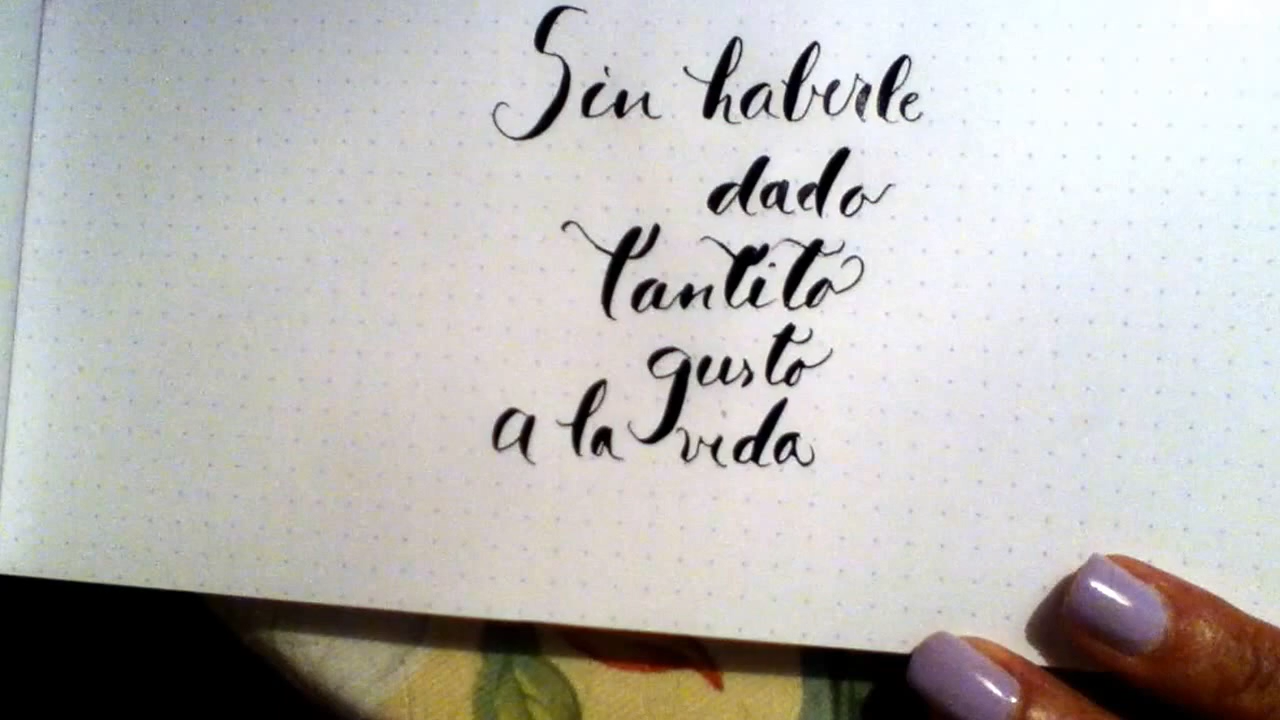 Sin haberle
dado
Tantito
gusto
a la vida